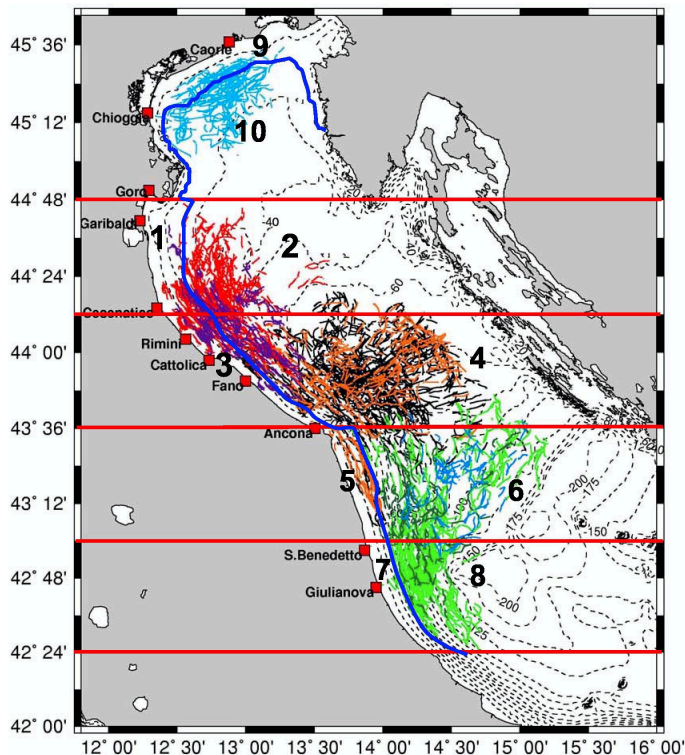 45° 36'
Caorle
9
45° 12'
Chioggia
10
44° 48'
Goro
Garibaldi
1
40
2
60
44° 24'
Cesenatico
44° 00'
Rimini
Cattolica
3
Fano
4
43° 36'
Ancona
5
6
200
175
150
43° 12'
S.Benedetto
7
8
42° 48'
Giulianova
200
125
42° 24'
42° 00'
12° 00' 12° 30' 13° 00' 13° 30' 14° 00' 14° 30' 15° 00' 15° 30' 16° 00'